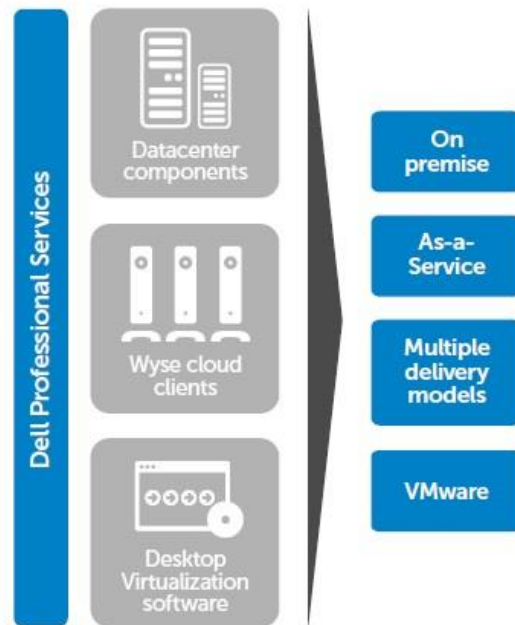 Dell Professional Services
Datacenter
components
Wyse cloud
clients
Desktop
Virtualization
software
On
premise
As-a-
Service
Multiple
delivery
models
VMware